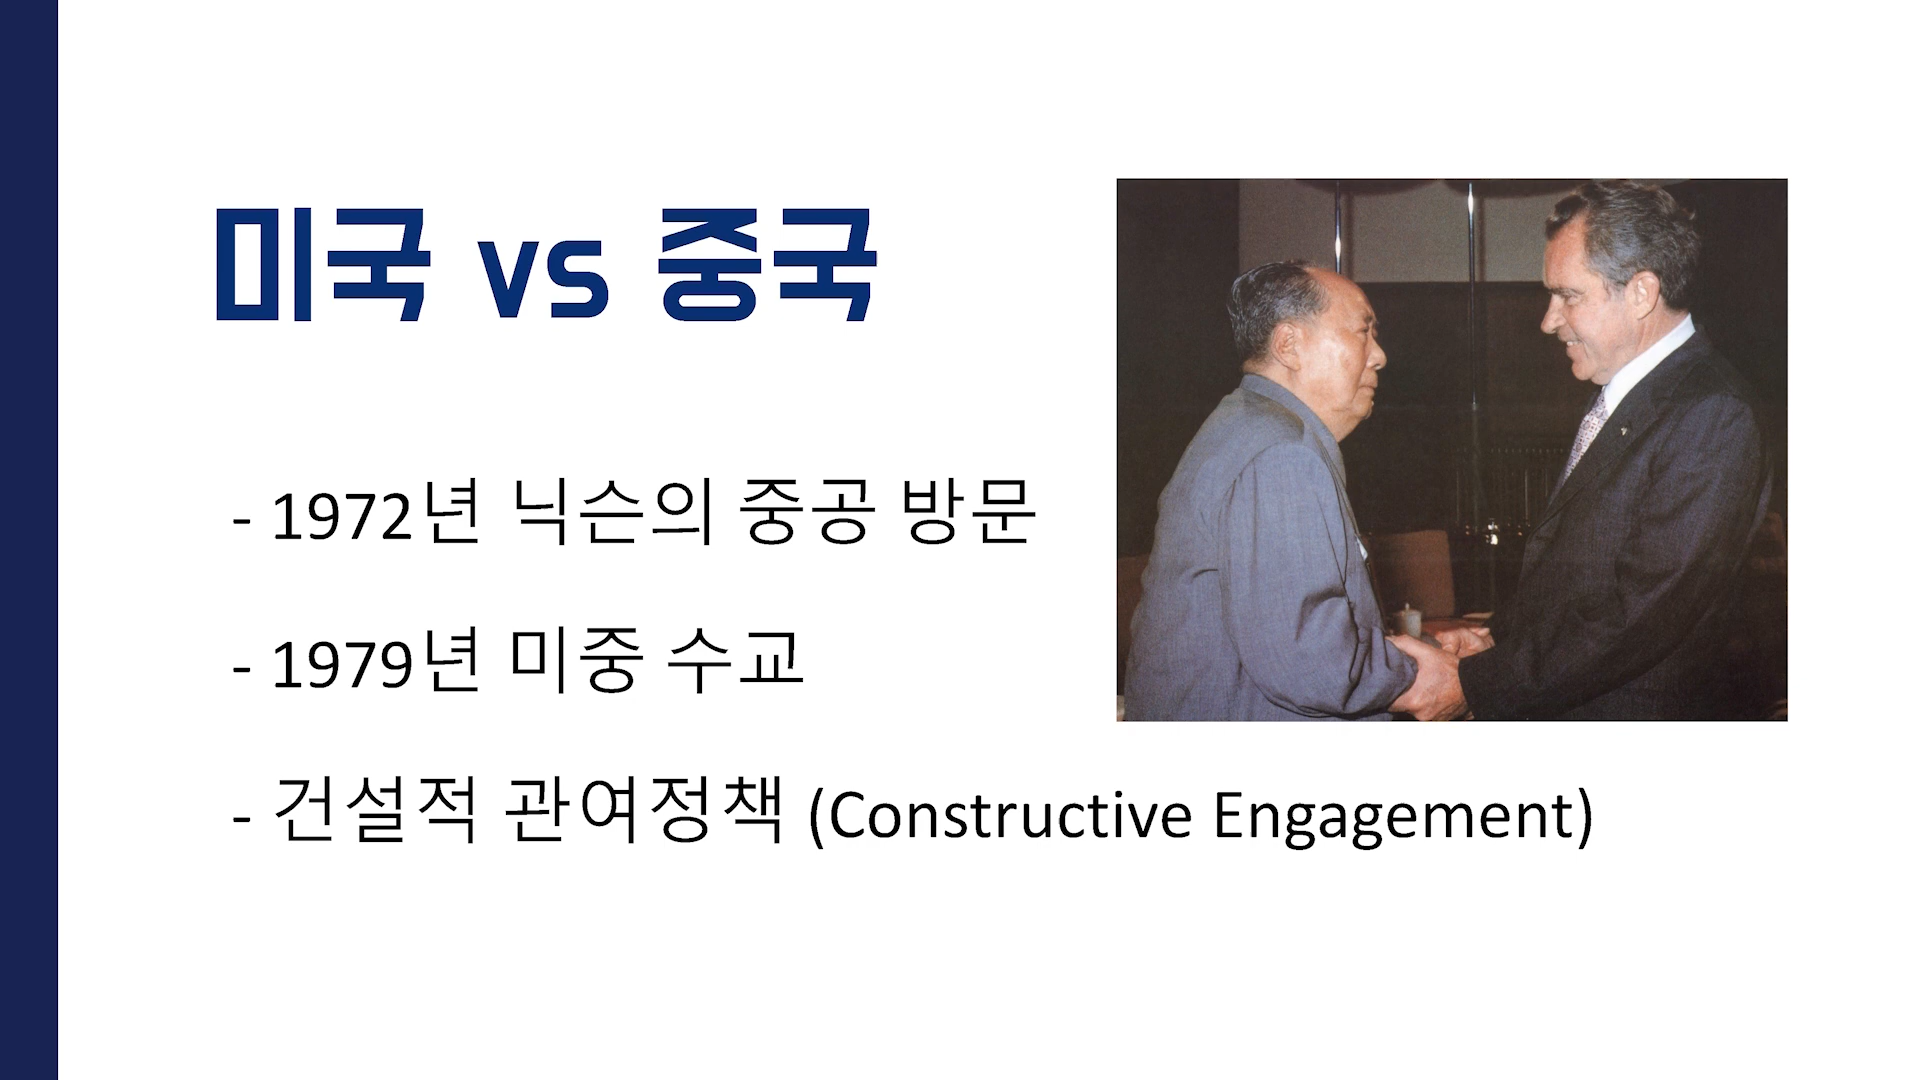 미국 vs 중국
- 1972년 닉슨의 중공 방문
- 1979년 미중 수교
- 건설적 관여정책 (Constructive Engagement)